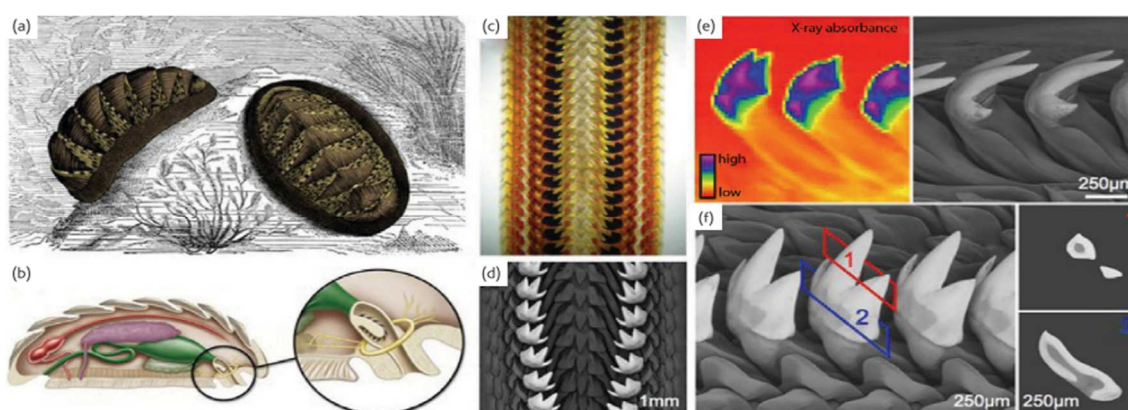 (a)
(b)
(c)
(d)
1mm
(e)
X-ray absorbance
high
low
250μm
(f)
1
2
250μm
250μm